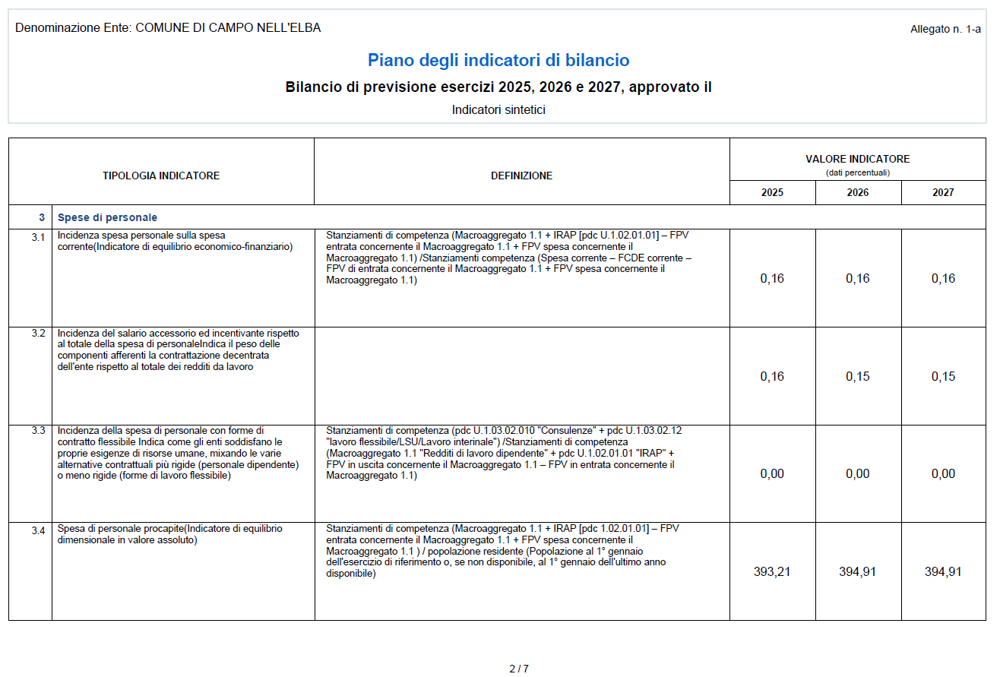 Denominazione Ente: COMUNE DI CAMPO NELL'ELBA
Allegato n. 1-a
Piano degli indicatori di bilancio
Bilancio di previsione esercizi 2025, 2026 e 2027, approvato il
Indicatori sintetici
TIPOLOGIA INDICATORE
DEFINIZIONE
VALORE INDICATORE
(dati percentuali)
2025 2026 2027
3 Spese di personale
3.1
Incidenza spesa personale sulla spesa
corrente(Indicatore di equilibrio economico-finanziario)
Stanziamenti di competenza (Macroaggregato 1.1 + IRAP [pdc U.1.02.01.01] – FPV
entrata concernente il Macroaggregato 1.1 + FPV spesa concernente il
Macroaggregato 1.1) /Stanziamenti competenza (Spesa corrente – FCDE corrente –
FPV di entrata concernente il Macroaggregato 1.1 + FPV spesa concernente il
Macroaggregato 1.1)
0,16 0,16 0,16
3.2
Incidenza del salario accessorio ed incentivante rispetto
al totale della spesa di personaleIndica il peso delle
componenti afferenti la contrattazione decentrata
dell'ente rispetto al totale dei redditi da lavoro
0,16 0,15 0,15
3.3
Incidenza della spesa di personale con forme di
contratto flessibile Indica come gli enti soddisfano le
proprie esigenze di risorse umane, mixando le varie
alternative contrattuali più rigide (personale dipendente)
o meno rigide (forme di lavoro flessibile)
Stanziamenti di competenza (pdc U.1.03.02.010 "Consulenze" + pdc U.1.03.02.12
"lavoro flessibile/LSU/Lavoro interinale") /Stanziamenti di competenza
(Macroaggregato 1.1 "Redditi di lavoro dipendente" + pdc U.1.02.01.01 "IRAP" +
FPV in uscita concernente il Macroaggregato 1.1 – FPV in entrata concernente il
Macroaggregato 1.1)
0,00 0,00 0,00
3.4
Spesa di personale procapite(Indicatore di equilibrio
dimensionale in valore assoluto)
Stanziamenti di competenza (Macroaggregato 1.1 + IRAP [pdc 1.02.01.01] – FPV
entrata concernente il Macroaggregato 1.1 + FPV spesa concernente il
Macroaggregato 1.1 ) / popolazione residente (Popolazione al 1° gennaio
dell'esercizio di riferimento o, se non disponibile, al 1° gennaio dell'ultimo anno
disponibile)
393,21 394,91 394,91
2 / 7